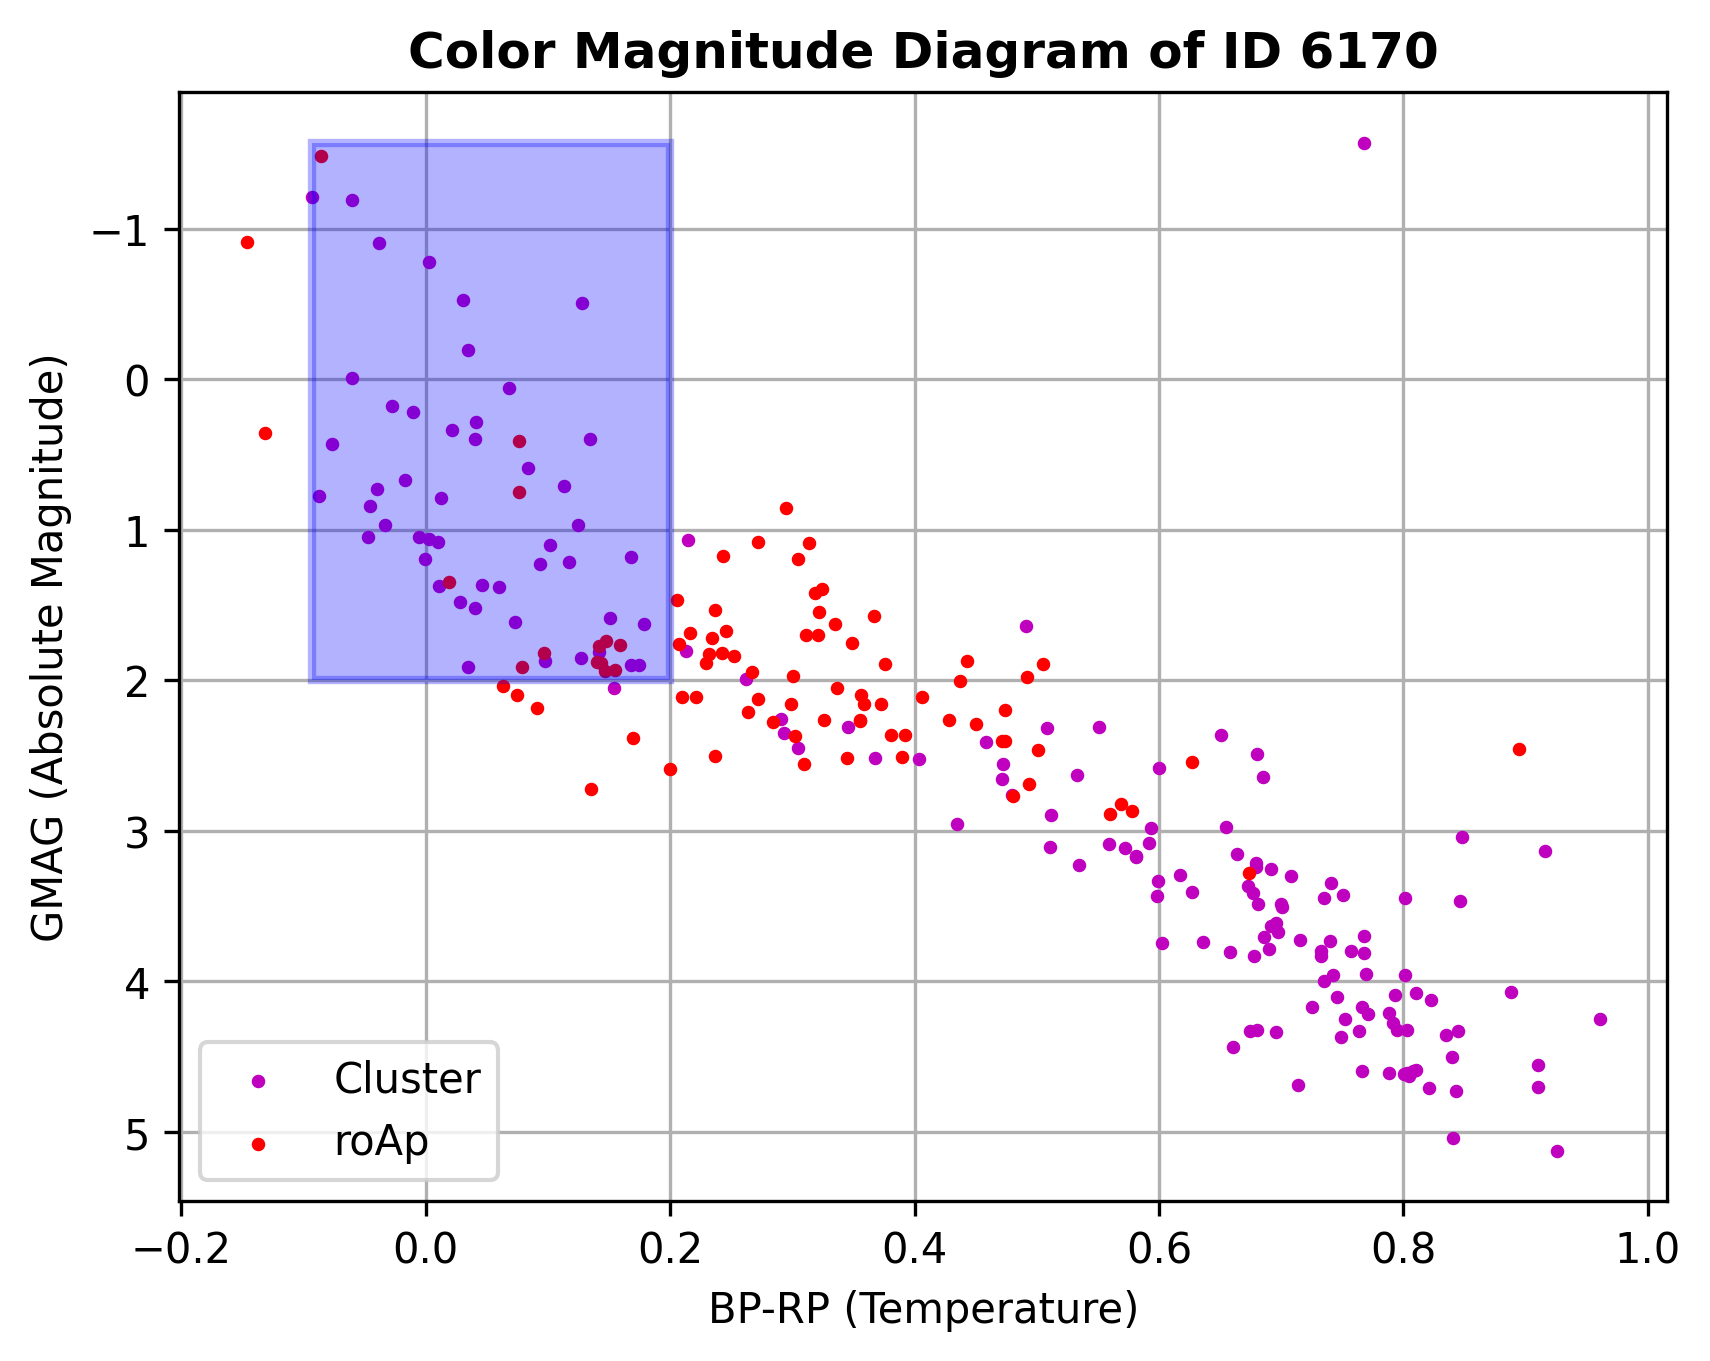 Color Magnitude Diagram of ID 6170
GMAG (Absolute Magnitude)
−1
0
1
2
3
4
5
Cluster
roAp
−0.2 0.0 0.2 0.4 0.6 0.8 1.0
BP-RP (Temperature)